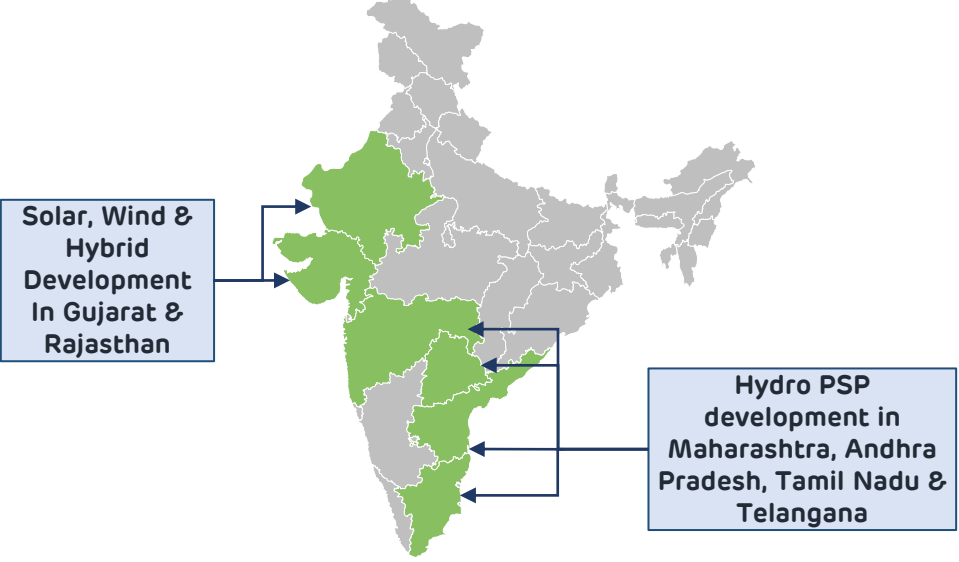 Solar, Wind &
Hybrid
Development
In Gujarat &
Rajasthan
Hydro PSP
development in
Maharashtra, Andhra
Pradesh, Tamil Nadu &
Telangana